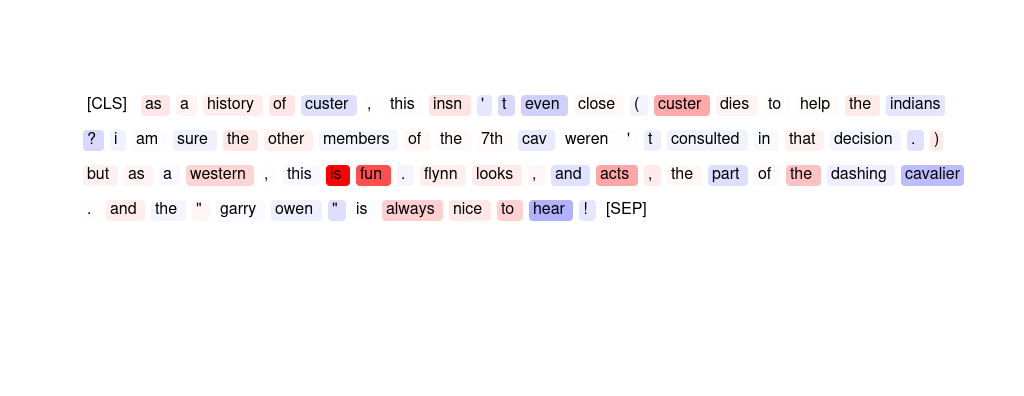 [CLS] as a history of custer , this insn ' t even close ( custer dies to help the indians
? i am sure the other members of the 7th cav weren ' t consulted in that decision . )
but as a western , this is fun . flynn looks , and acts , the part of the dashing cavalier
. and the " garry owen " is always nice to hear ! [SEP]